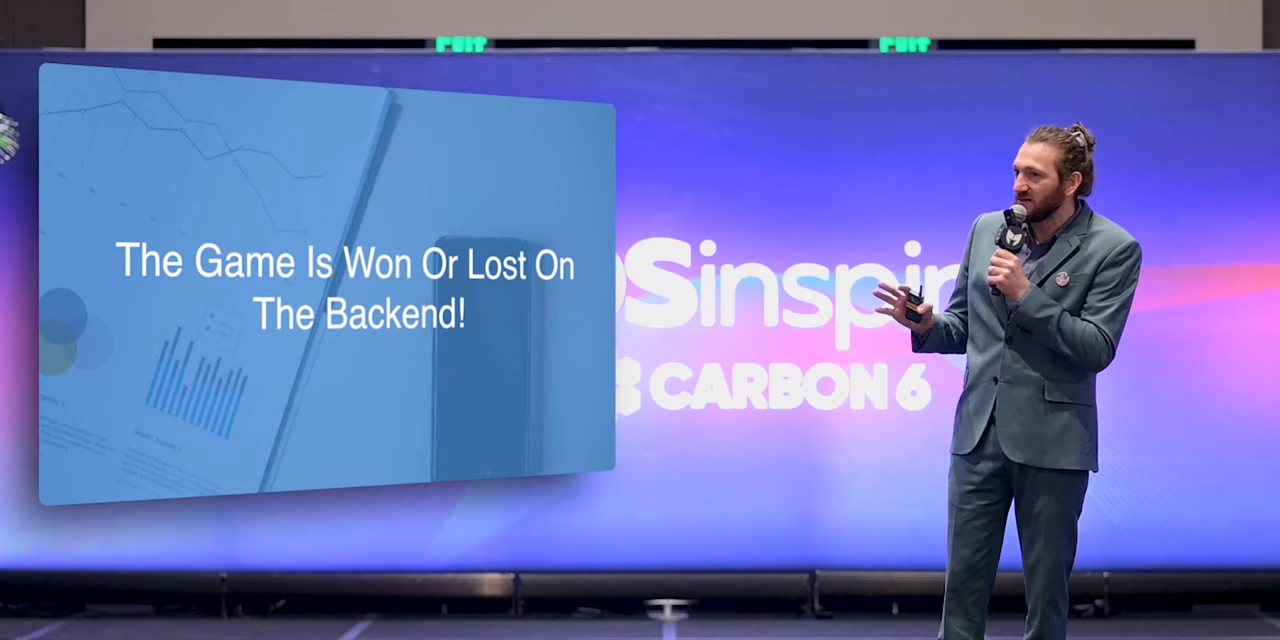 The Game Is Won Or Lost On
The Backend!
Sinspir
CARBON 6
EXIT
EXIT